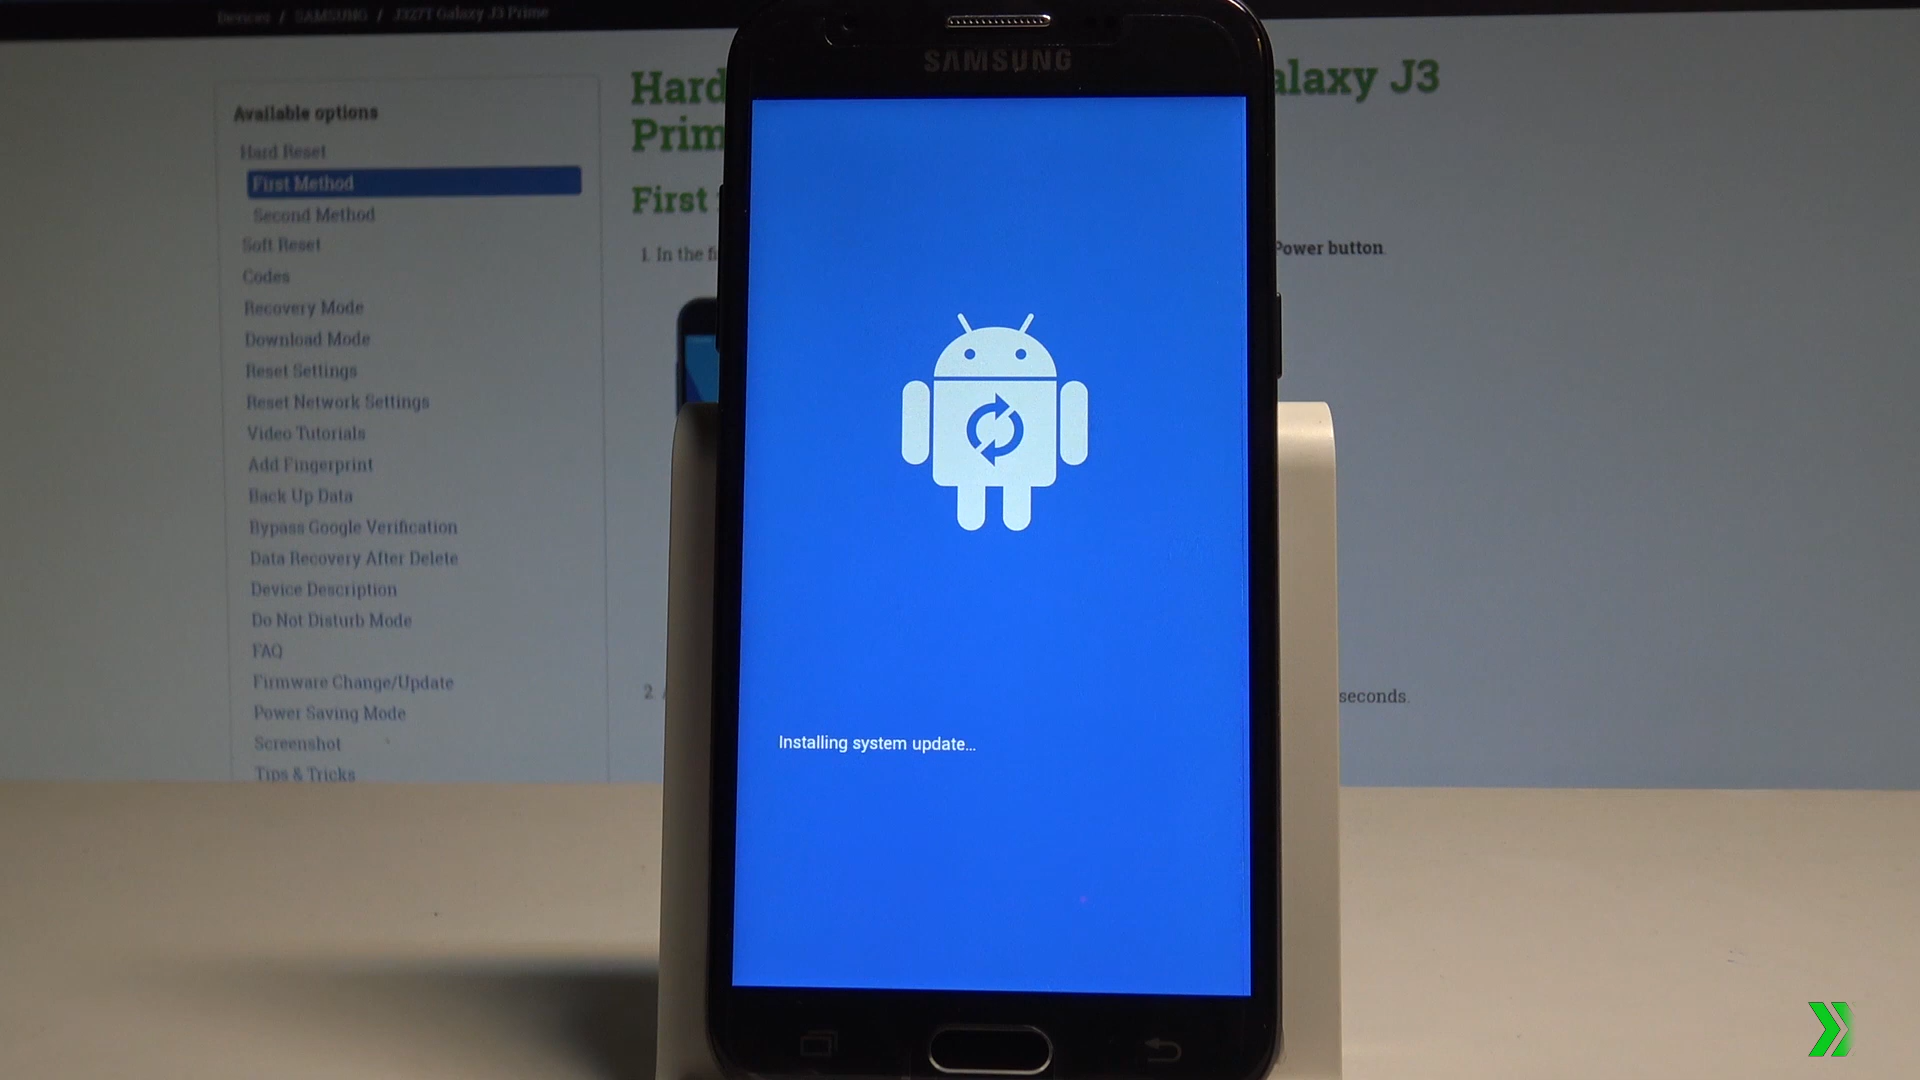 Devices / SAMSUNG / J327T Galaxy J3 Prime
Available options
Hard Reset
First Method
Second Method
Soft Reset
Codes
Recovery Mode
Download Mode
Reset Settings
Reset Network Settings
Video Tutorials
Add Fingerprint
Back Up Data
Bypass Google Verification
Data Recovery After Delete
Device Description
Do Not Disturb Mode
FAQ
Firmware Change/Update
Power Saving Mode
Screenshot
Tips & Tricks
Hard
alaxy J3
Prim
First
1. In the fi
Power button.
2
seconds.
SAMSUNG
Installing system update...